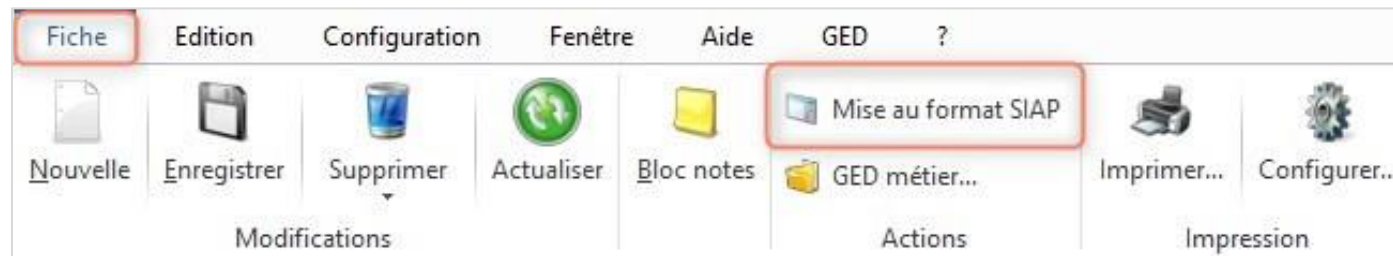 Fiche Edition Configuration Fenêtre Aide GED ?
Mise au format SIAP
Nouvelle Enregistrer Supprimer Actualiser Bloc notes GED métier... Imprimer... Configurer..
Modifications Actions Impression